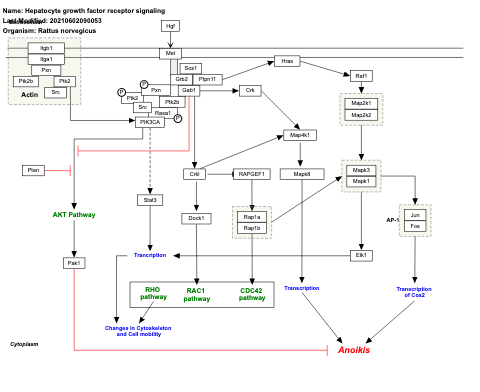 Name: Hepatocyte growth factor receptor signaling
Last Modified: 20210602090053
Organism: Rattus norvegicus
Hgf
Itgb1
Itga1
Pxn
Ptk2b
Ptk2
Src
Actin
Met
Sos1
Grb2
Ptpn11
Gab1
Pxn
P
Ptk2
P
Ptk2b
Src
Rasa1
P
PIK3CA
Hras
Raf1
Crk
Map2k1
Map2k2
Map4k1
Pten
Crkl
RAPGEF1
Mapk8
Mapk3
Mapk1
Stat3
AKT Pathway
Dock1
Rap1a
Rap1b
AP-1
Jun
Fos
Trancription
Elk1
Pak1
RHO
pathway
RAC1
pathway
CDC42
pathway
Transcription
Transcription
of Cox2
Changes in Cytoskeleton
and Cell mobility
Cytoplasm
Anoikis